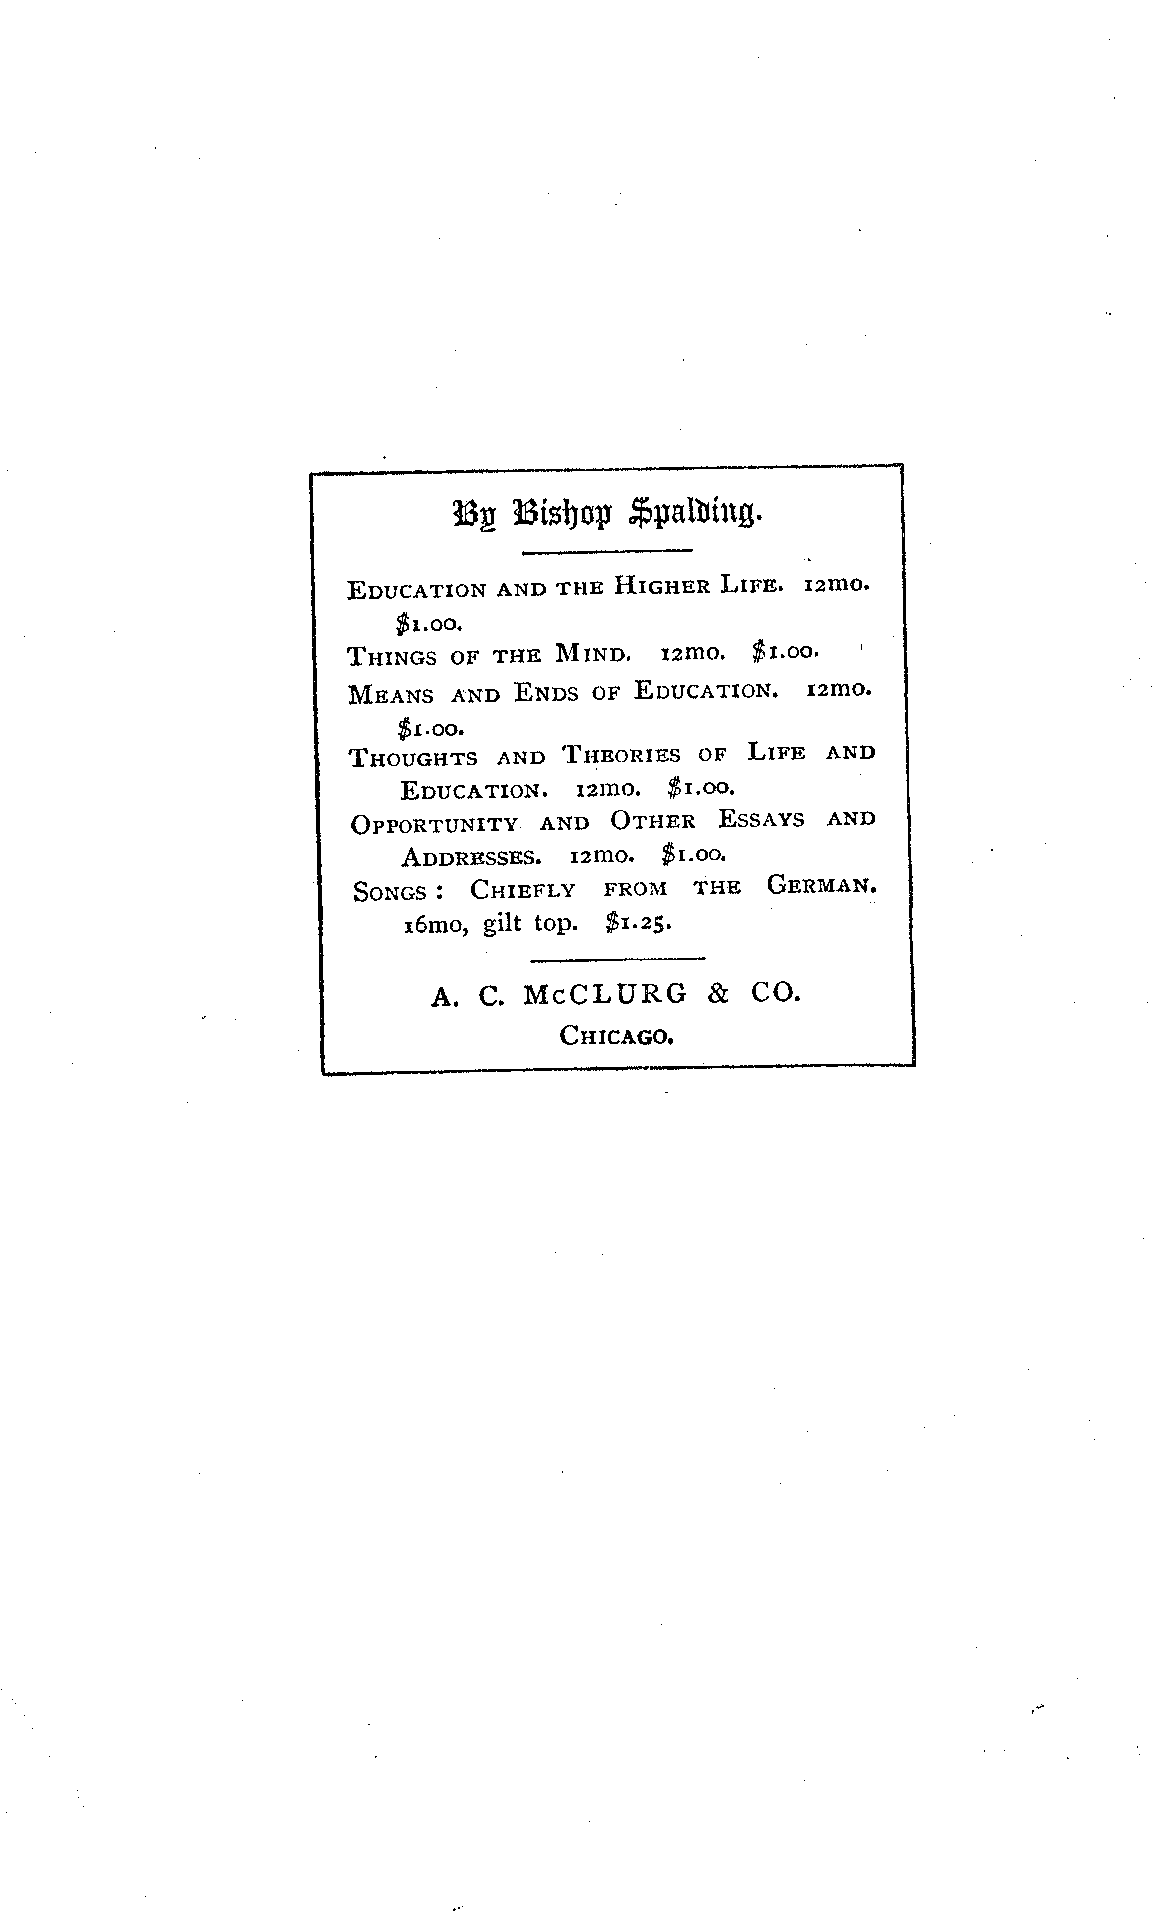 By Bishop Spalding.
Education and the Higher Life. 12mo.
$1.00.
Things of the Mind. 12mo. $1.00.
Means and Ends of Education. 12mo.
$1.00.
Thoughts and Theories of Life and
Education. 12mo. $1.00.
Opportunity and Other Essays and
Addresses. 12mo. $1.00.
Songs: Chiefly from the German.
16mo, gilt top. $1.25.
A. C. McCLURG & CO.
Chicago.